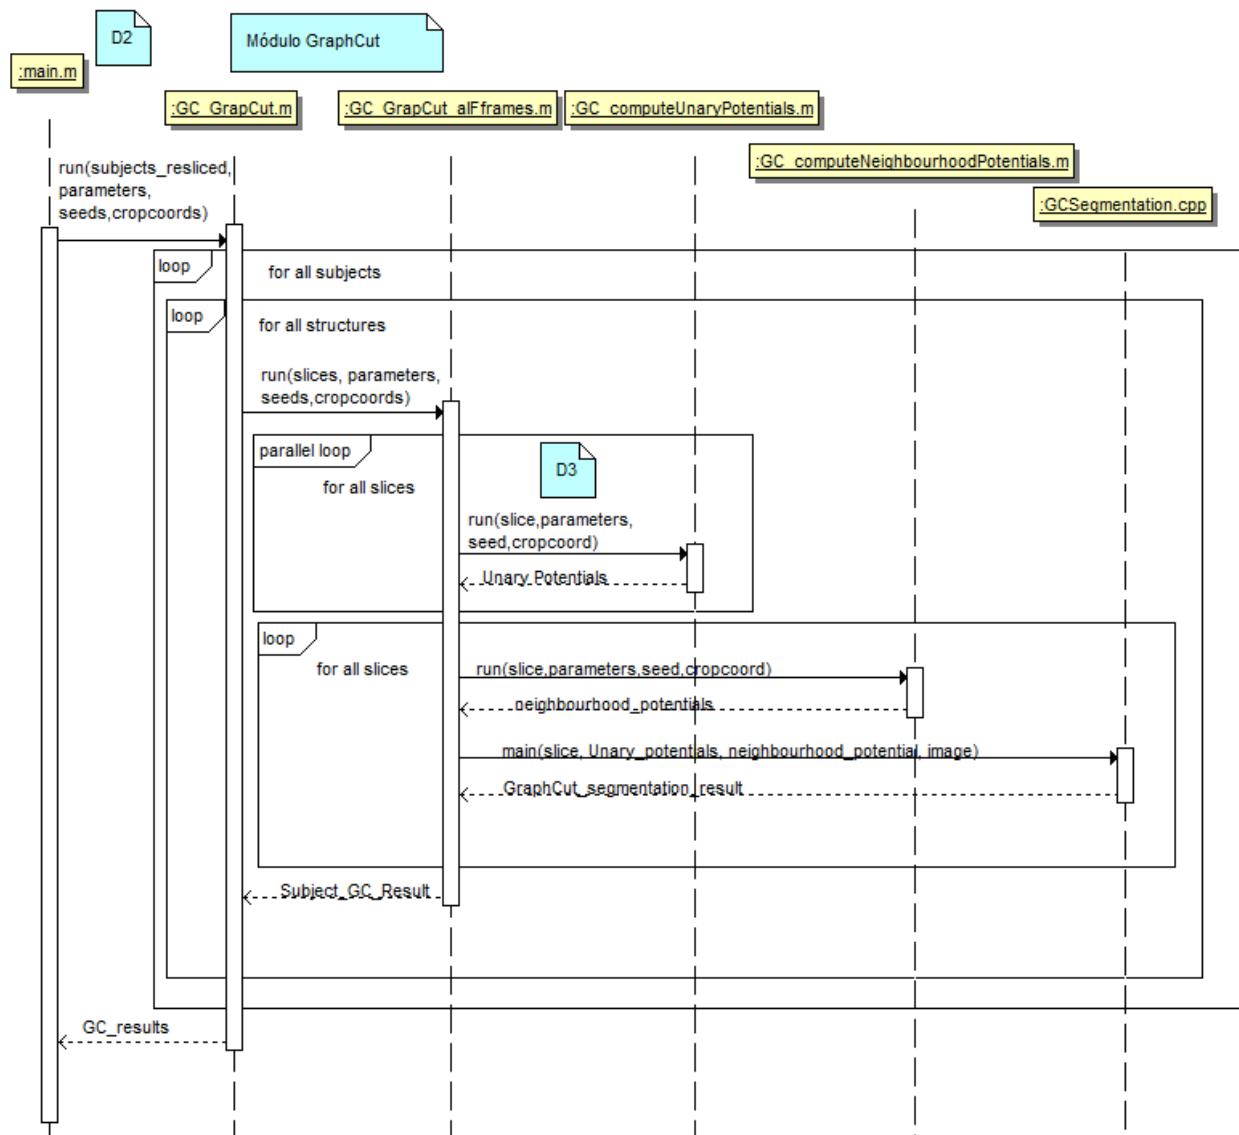 D2
Módulo GraphCut
:main.m
:GC_GrapCut.m
:GC_GrapCut_alFframes.m
:GC_computeUnaryPotentials.m
:GC_computeNeighbourhoodPotentials.m
:GCSegmentation.cpp
run(subjects_resliced,
parameters,
seeds,cropcoords)
loop
for all subjects
loop
for all structures
run(slices, parameters,
seeds,cropcoords)
parallel loop
for all slices
D3
run(slice,parameters,
seed,cropcoord)
Unary Potentials
loop
for all slices
run(slice,parameters,seed,cropcoord)
neighbourhood_potentials
main(slice, Unary_potentials, neighbourhood_potential, image)
GraphCut_segmentation_result
Subject_GC_Result
GC_results